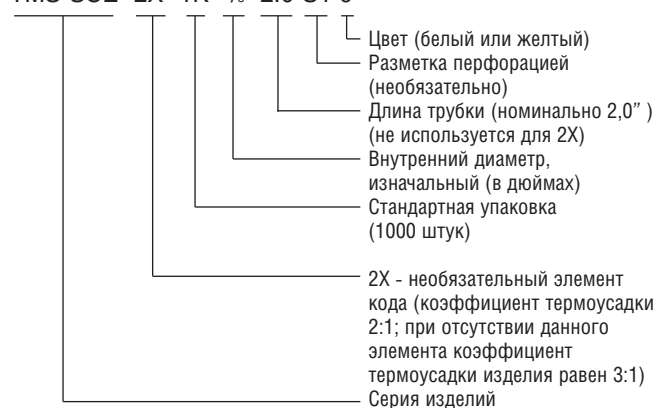 Цвет (белый или желтый)
Разметка перфорацией
(необязательно)
Длина трубки (номинально 2,0” )
(не используется для 2X)
Внутренний диаметр,
изначальный (в дюймах)
Стандартная упаковка
(1000 штук)
2X - необязательный элемент
кода (коэффициент термоусадки
2:1; при отсутствии данного
элемента коэффициент
термоусадки изделия равен 3:1)
Серия изделий